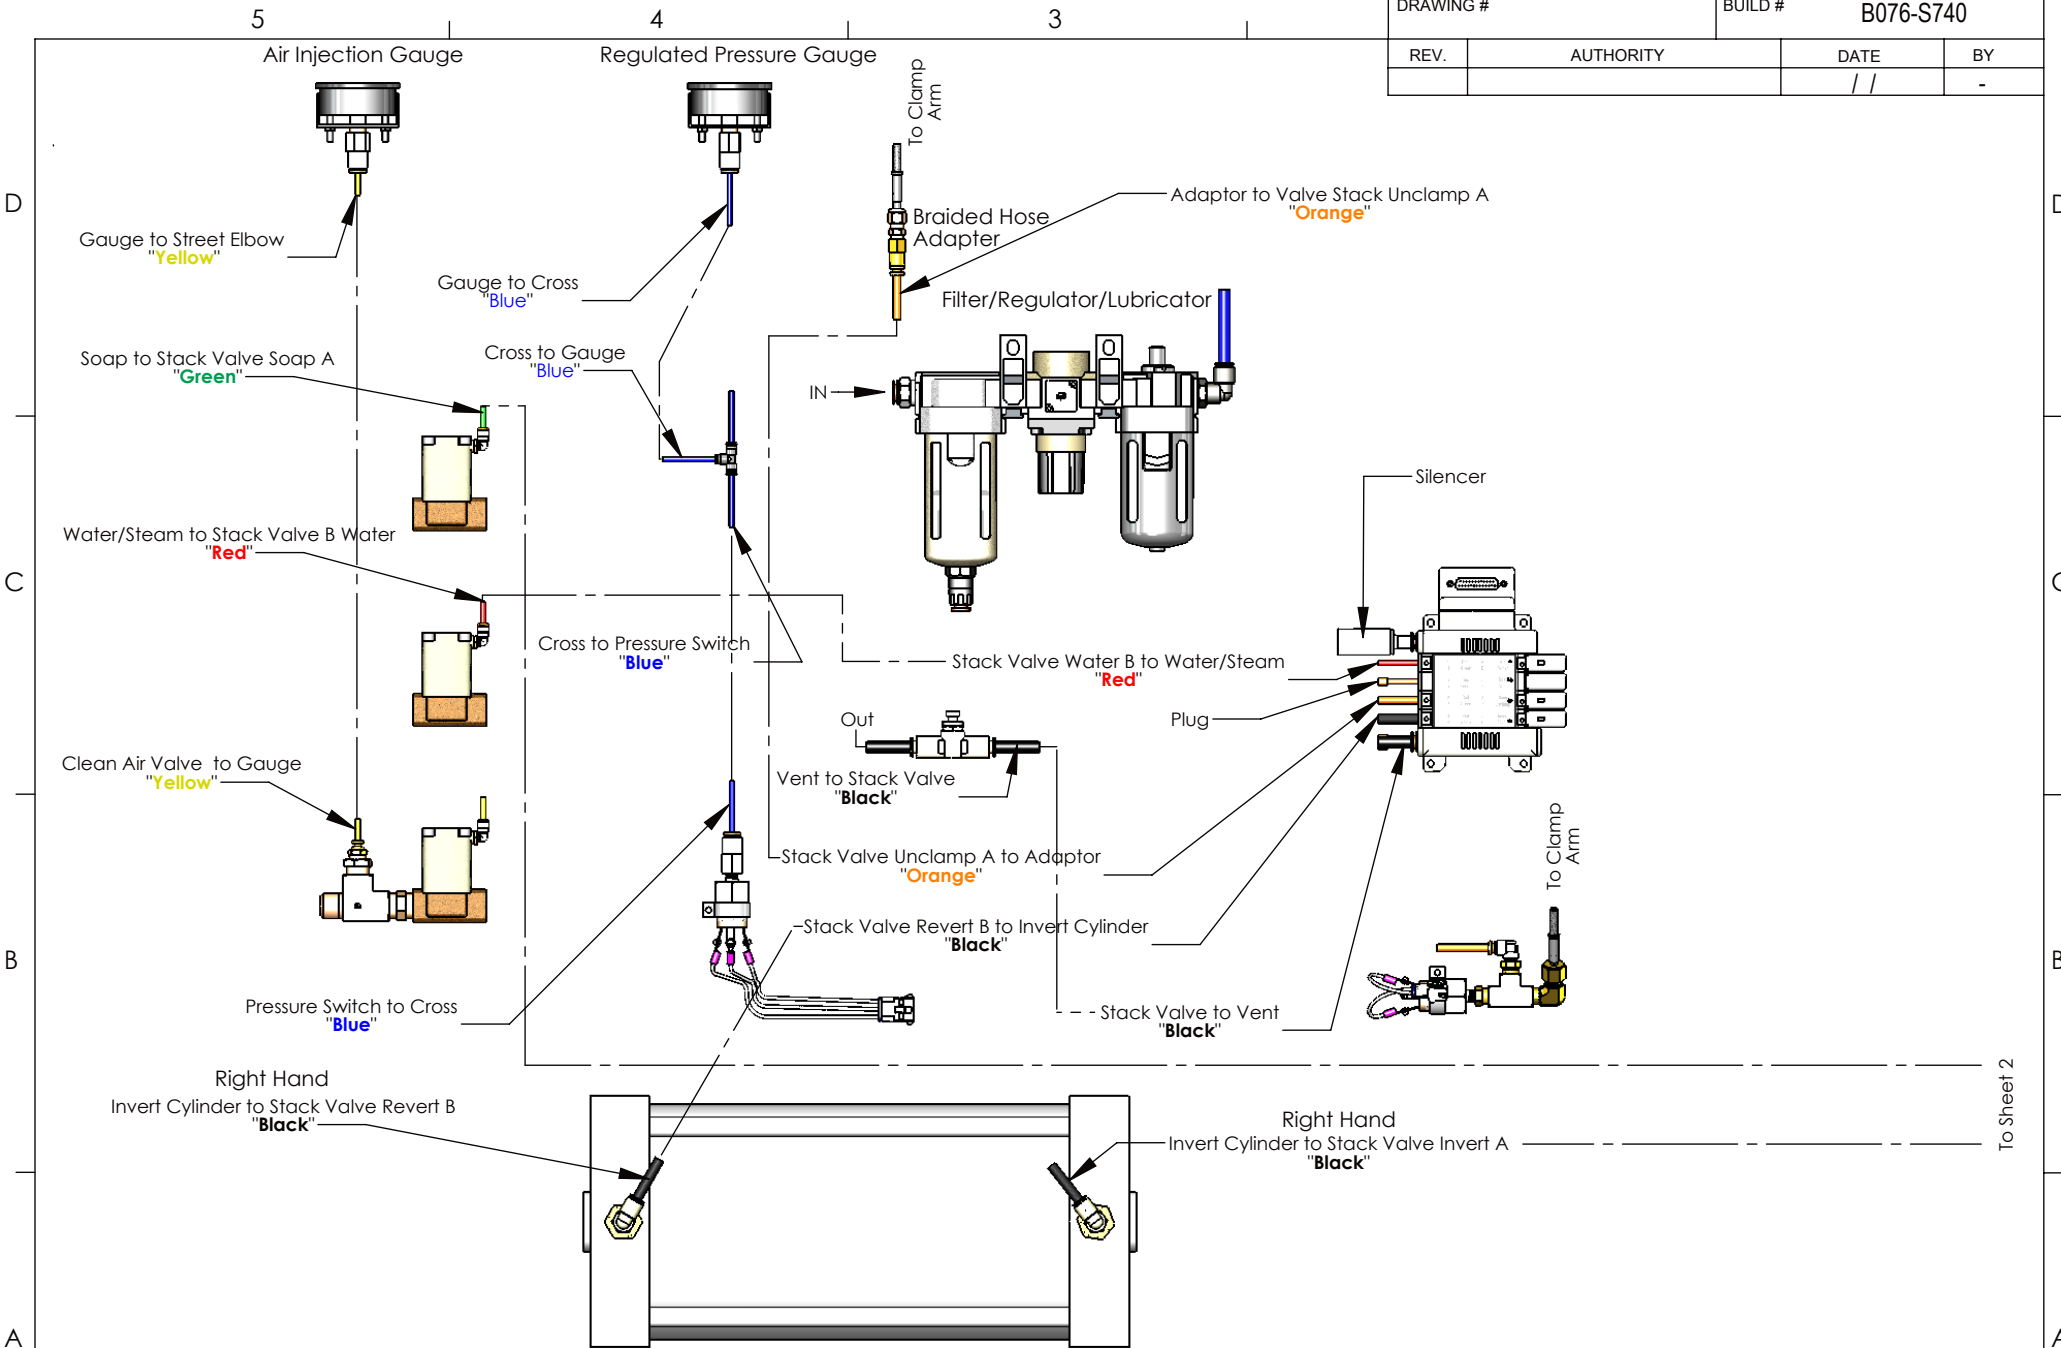 5
4
3
DRAWING #
BUILD #
B076-S740
REV.
AUTHORITY
DATE
BY
/ /
-
Air Injection Gauge
Regulated Pressure Gauge
To Clamp
Arm
D
Gauge to Street Elbow
"Yellow"
Gauge to Cross
"Blue"
Braided Hose
Adapter
Adaptor to Valve Stack Unclamp A
"Orange"
Filter/Regulator/Lubricator
Soap to Stack Valve Soap A
"Green"
Cross to Gauge
"Blue"
IN
Silencer
Water/Steam to Stack Valve B Water
"Red"
C
Cross to Pressure Switch
"Blue"
Stack Valve Water B to Water/Steam
"Red"
Plug
Out
Vent to Stack Valve
"Black"
Clean Air Valve to Gauge
"Yellow"
Stack Valve Unclamp A to Adaptor
"Orange"
To Clamp
Arm
Stack Valve Revert B to Invert Cylinder
"Black"
B
B
Pressure Switch to Cross
"Blue"
Stack Valve to Vent
"Black"
Right Hand
Invert Cylinder to Stack Valve Revert B
"Black"
Right Hand
Invert Cylinder to Stack Valve Invert A
"Black"
To Sheet 2
A